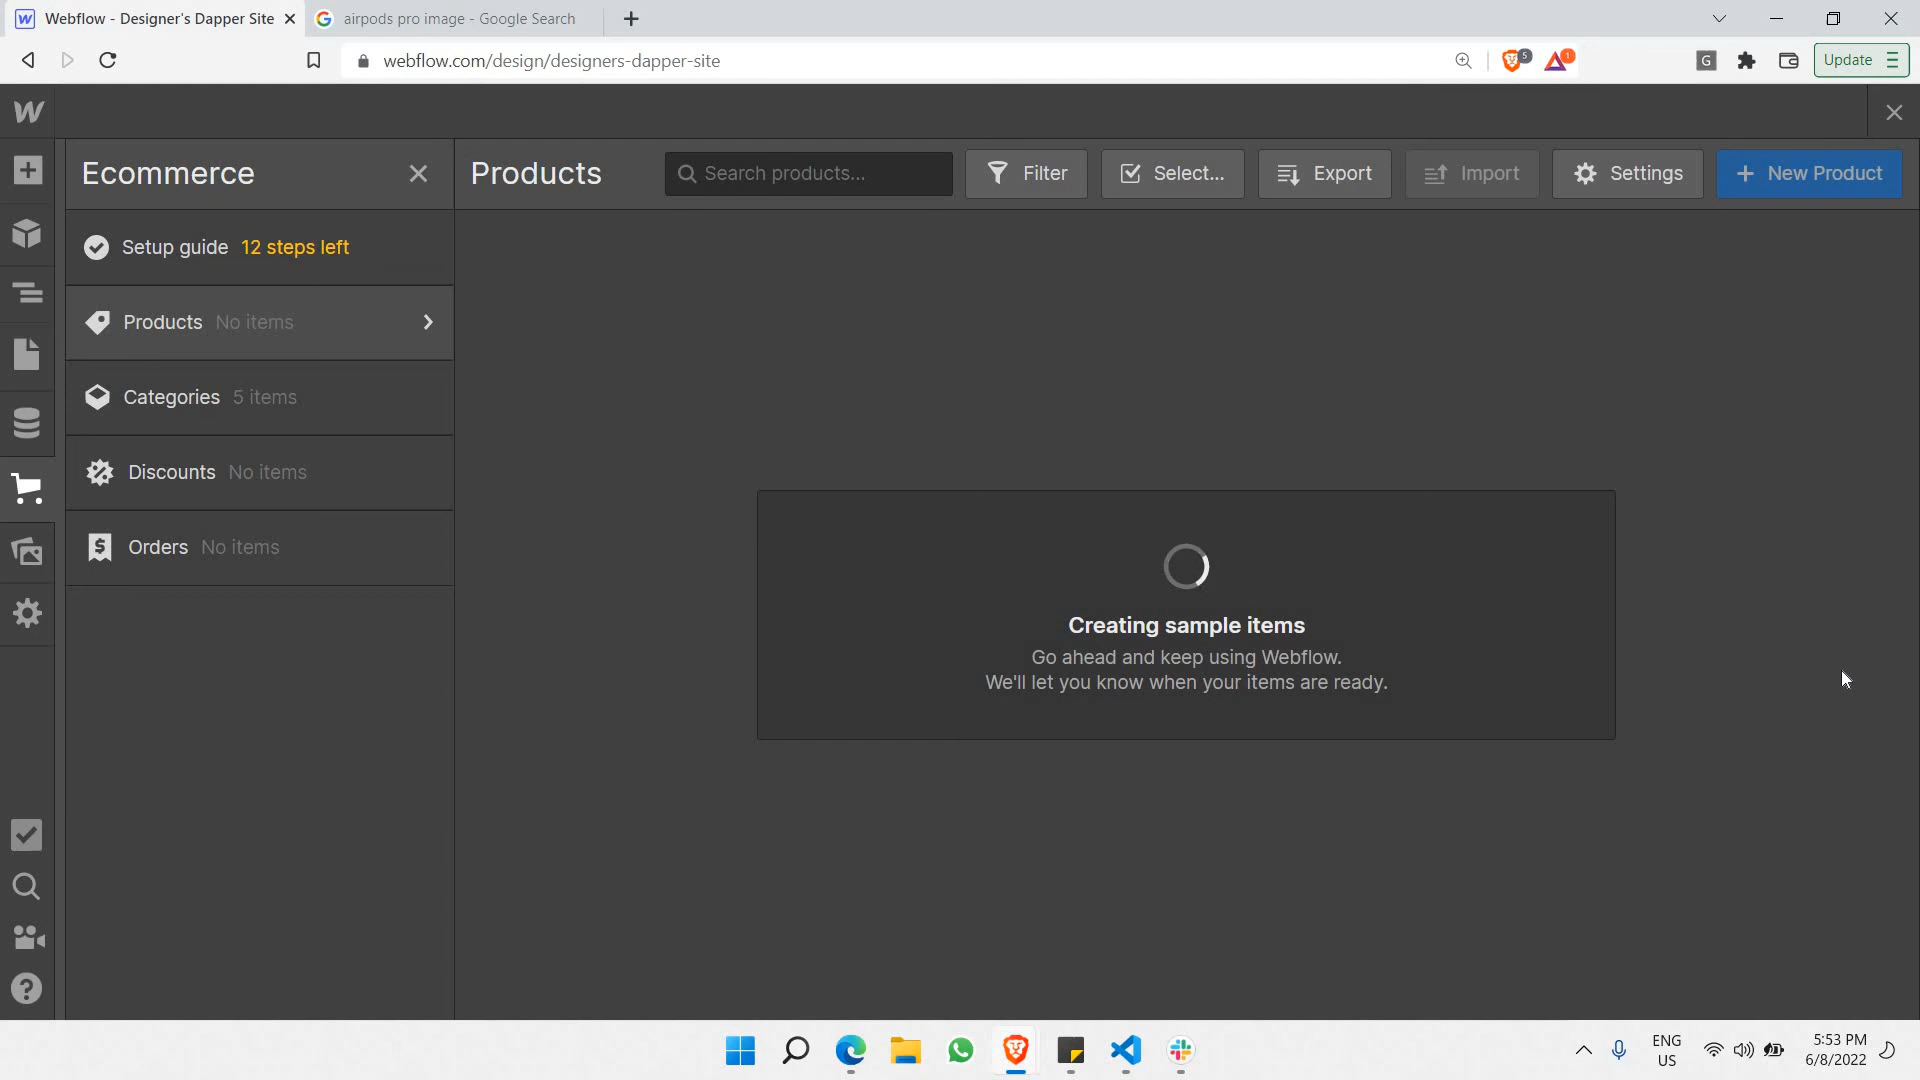 Webflow - Designer's Dapper Site
airpods pro image - Google Search
webflow.com/design/designers-dapper-site
5
1
G
Update
W
Ecommerce
Products
Search products...
Filter
Select...
Export
Import
Settings
New Product
Setup guide 12 steps left
Products No items
Categories 5 items
Discounts No items
Orders No items
Creating sample items
Go ahead and keep using Webflow.
We'll let you know when your items are ready.
ENG
US
5:53 PM
6/8/2022